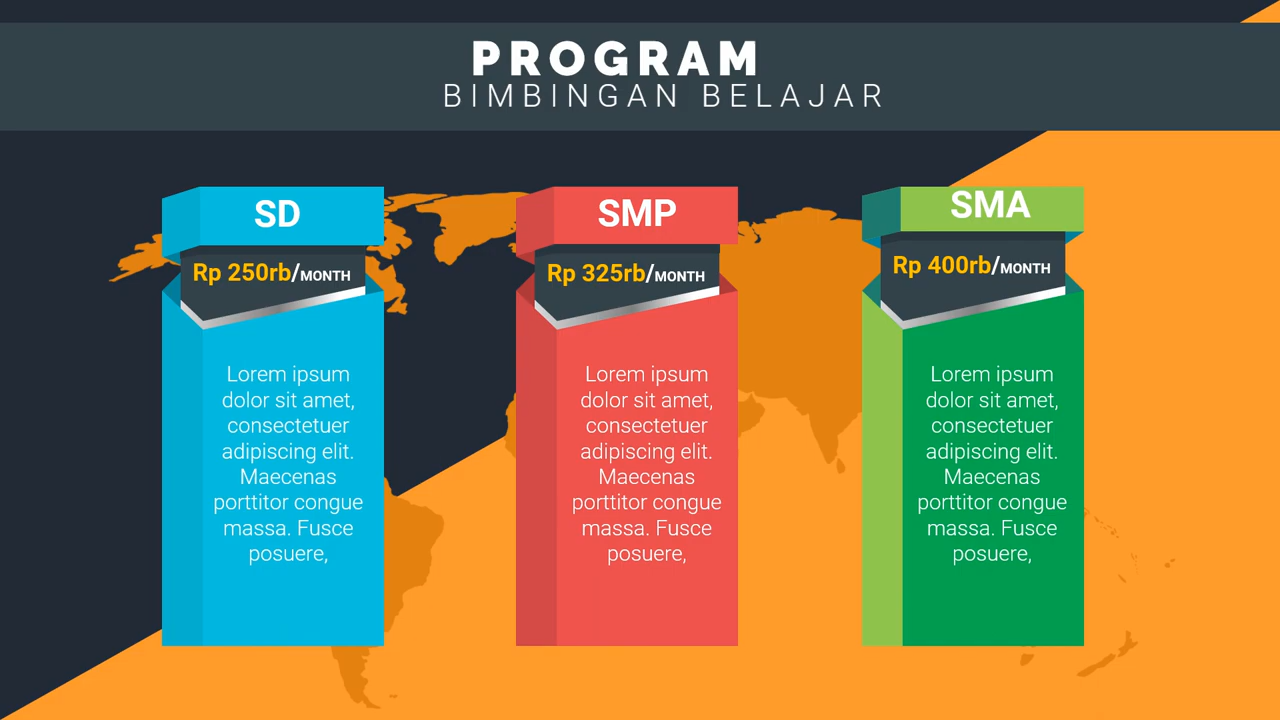 PROGRAM
BIMBINGAN BELAJAR
SD
Rp 250rb/MONTH
Lorem ipsum
dolor sit amet,
consectetuer
adipiscing elit.
Maecenas
porttitor congue
massa. Fusce
posuere,
SMP
Rp 325rb/MONTH
Lorem ipsum
dolor sit amet,
consectetuer
adipiscing elit.
Maecenas
porttitor congue
massa. Fusce
posuere,
SMA
Rp 400rb/MONTH
Lorem ipsum
dolor sit amet,
consectetuer
adipiscing elit.
Maecenas
porttitor congue
massa. Fusce
posuere,